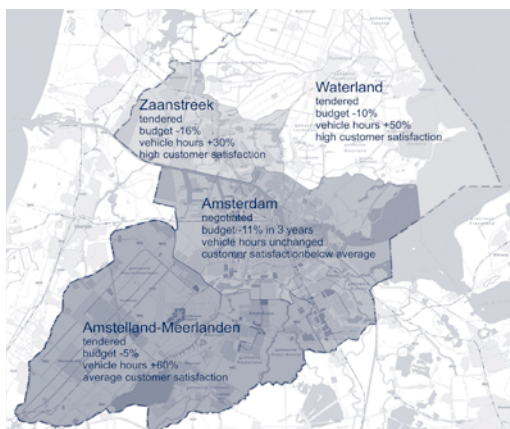 Waterland
tendered
budget -10%
vehicle hours +50%
high customer satisfaction
Zaanstreek
tendered
budget -16%
vehicle hours +30%
high customer satisfaction
Amsterdam
negotiated
budget -11% in 3 years
vehicle hours unchanged
customer satisfactionbelow average
Amstelland-Meerlanden
tendered
budget -5%
vehicle hours +60%
average customer satisfaction